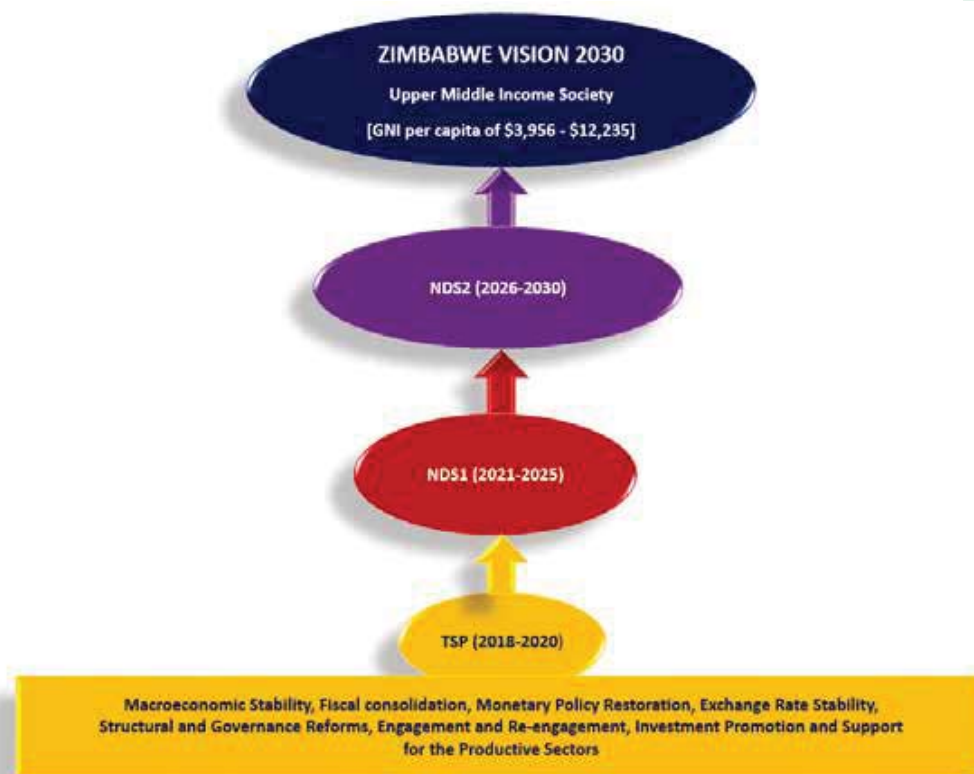 ZIMBABWE VISION 2030
Upper Middle Income Society
[GNI per capita of $3,956 - $12,235]
NDS2 (2026-2030)
NDS1 (2021-2025)
TSP (2018-2020)
Macroeconomic Stability, Fiscal consolidation, Monetary Policy Restoration, Exchange Rate Stability,
Structural and Governance Reforms, Engagement and Re-engagement, Investment Promotion and Support
for the Productive Sectors